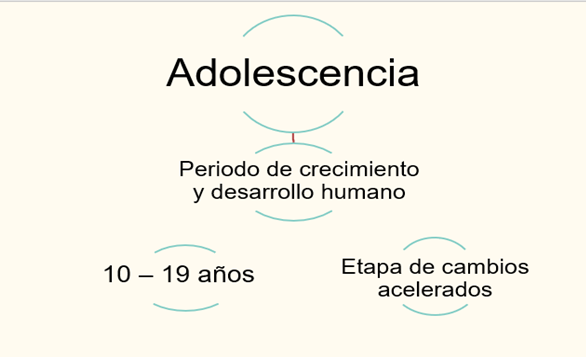 Adolescencia
Periodo de crecimiento
y desarrollo humano
10 – 19 años
Etapa de cambios
acelerados